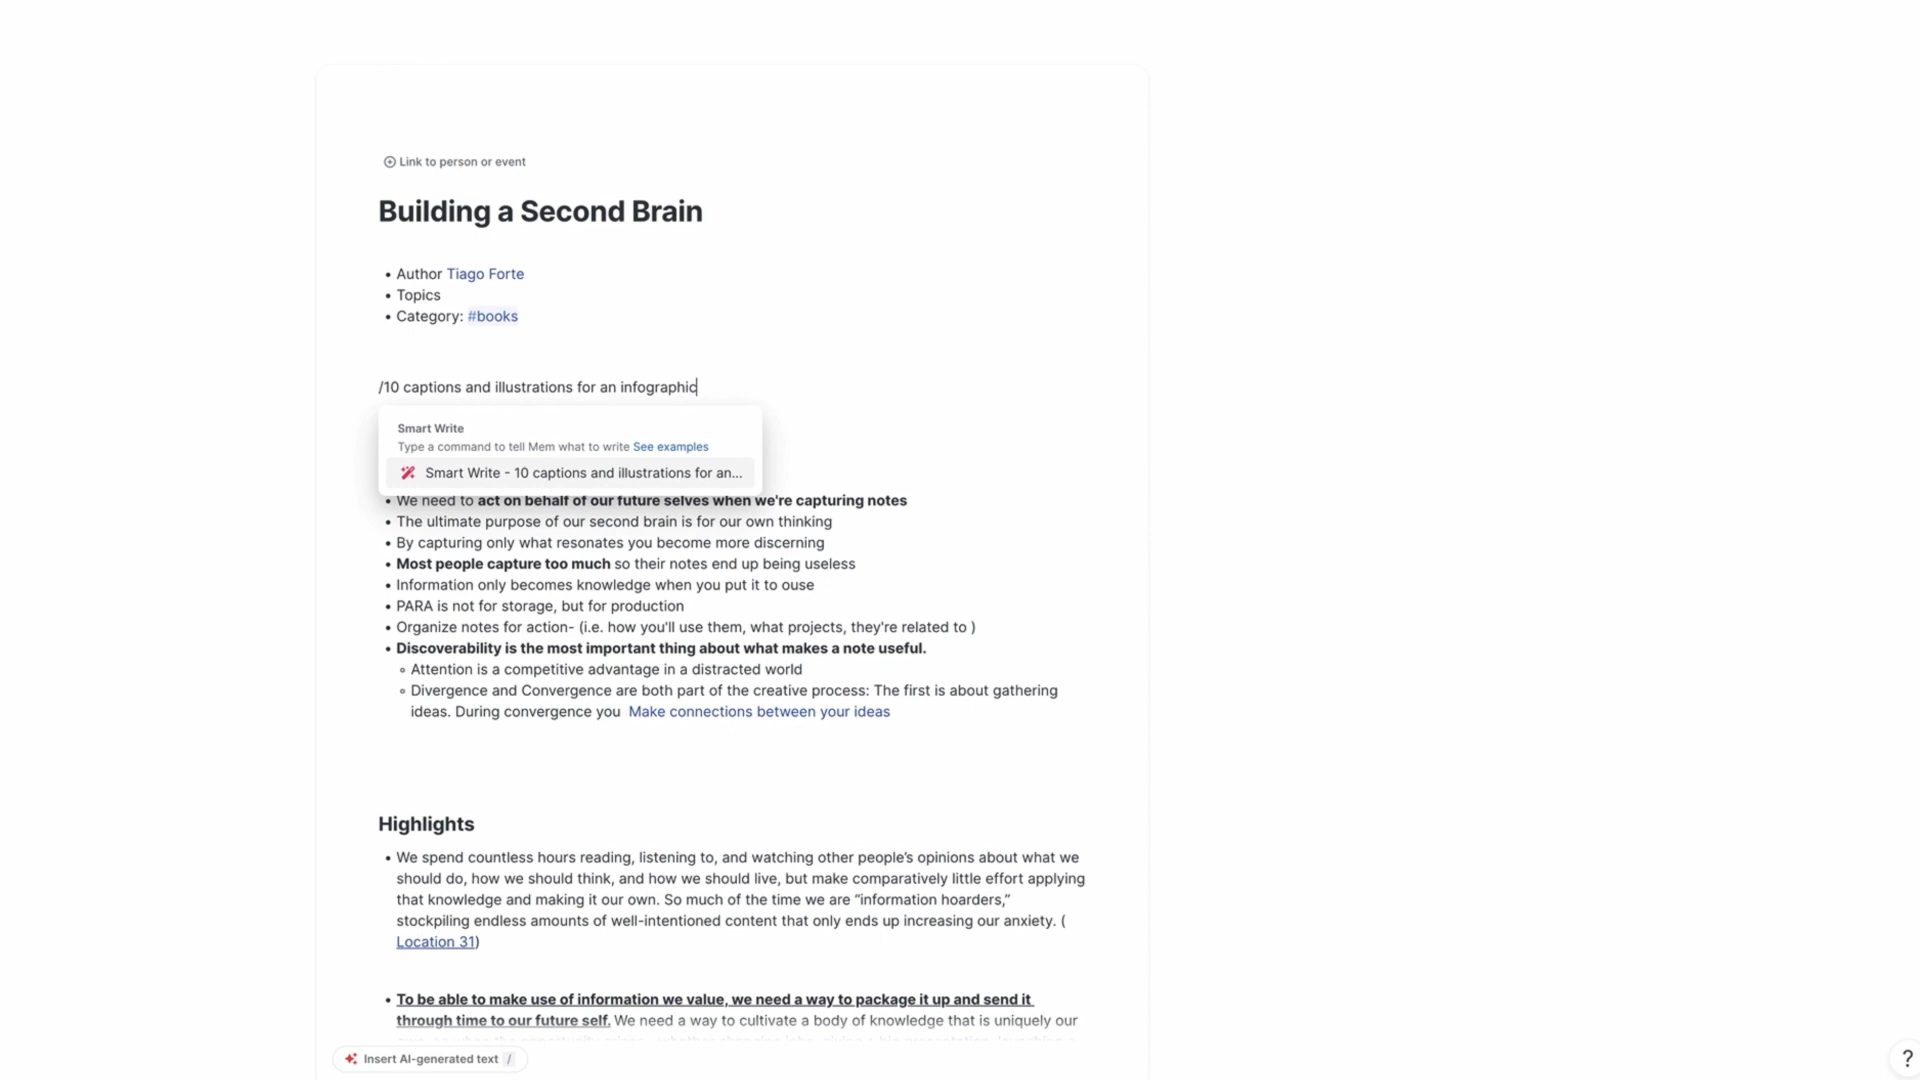 Link to person or event
Building a Second Brain
• Author Tiago Forte
• Topics
• Category: #books
/10 captions and illustrations for an infographic
Smart Write
Type a command to tell Mem what to write See examples
Smart Write - 10 captions and illustrations for an...
• We need to act on behalf of our future selves when we're capturing notes
• The ultimate purpose of our second brain is for our own thinking
• By capturing only what resonates you become more discerning
• Most people capture too much so their notes end up being useless
• Information only becomes knowledge when you put it to ouse
• PARA is not for storage, but for production
• Organize notes for action- (i.e. how you'll use them, what projects, they're related to )
• Discoverability is the most important thing about what makes a note useful.
◦ Attention is a competitive advantage in a distracted world
◦ Divergence and Convergence are both part of the creative process: The first is about gathering
ideas. During convergence you Make connections between your ideas
Highlights
• We spend countless hours reading, listening to, and watching other people’s opinions about what we
should do, how we should think, and how we should live, but make comparatively little effort applying
that knowledge and making it our own. So much of the time we are “information hoarders,”
stockpiling endless amounts of well-intentioned content that only ends up increasing our anxiety. (
Location 31)
• To be able to make use of information we value, we need a way to package it up and send it
through time to our future self. We need a way to cultivate a body of knowledge that is uniquely our
Insert AI-generated text /
?